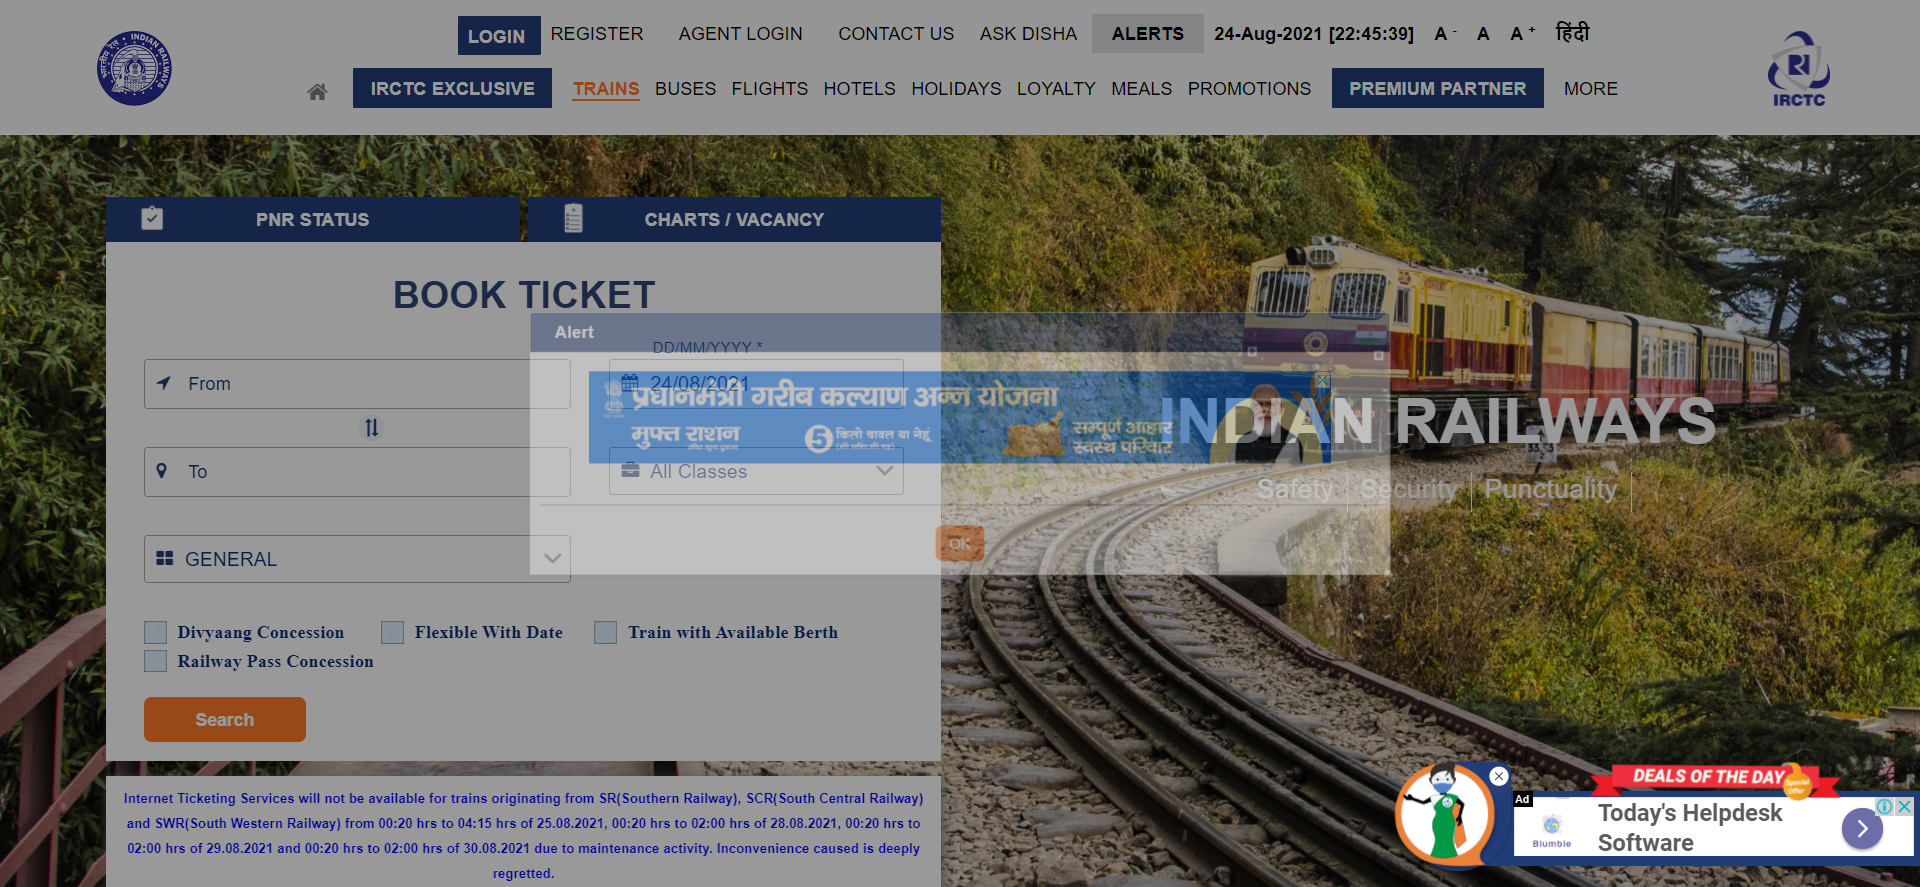 LOGIN REGISTER AGENT LOGIN CONTACT US ASK DISHA ALERTS 24-Aug-2021 [22:45:39] A - A A + हिंदी
IRCTC EXCLUSIVE TRAINS BUSES FLIGHTS HOTELS HOLIDAYS LOYALTY MEALS PROMOTIONS PREMIUM PARTNER MORE
INDIAN RAILWAYS
IRCTC
PNR STATUS CHARTS / VACANCY
BOOK TICKET
Alert
DD/MM/YYYY *
From 24/08/2021
प्रधानमंत्री गरीब कल्याण अन्न योजना
मुफ्त राशन 5 किलो चावल या गेहूं
सम्पूर्ण आहार
स्वस्थ परिवार
INDIAN RAILWAYS
To All Classes
Safety Security Punctuality
OK
GENERAL
Divyaang Concession Flexible With Date Train with Available Berth
Railway Pass Concession
Search
Internet Ticketing Services will not be available for trains originating from SR(Southern Railway), SCR(South Central Railway)
and SWR(South Western Railway) from 00:20 hrs to 04:15 hrs of 25.08.2021, 00:20 hrs to 02:00 hrs of 28.08.2021, 00:20 hrs to
02:00 hrs of 29.08.2021 and 00:20 hrs to 02:00 hrs of 30.08.2021 due to maintenance activity. Inconvenience caused is deeply
regretted.
DEALS OF THE DAY
Special
Offer
Ad
Today's Helpdesk
Software
Blumble